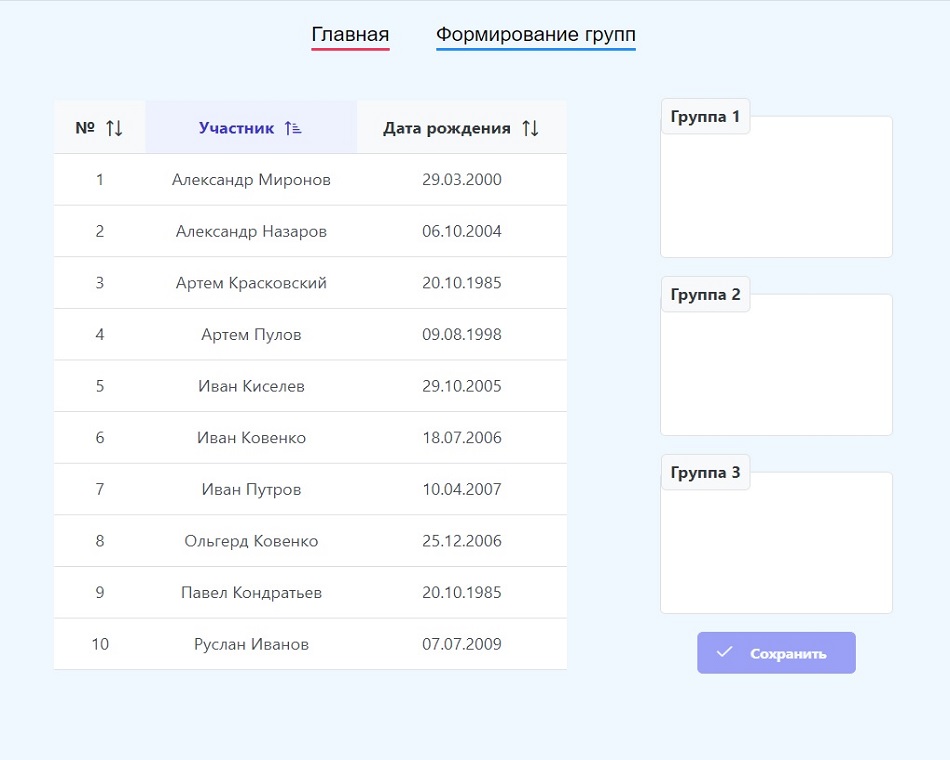 Главная Формирование групп
№ Участник Дата рождения
1 Александр Миронов 29.03.2000
2 Александр Назаров 06.10.2004
3 Артем Красковский 20.10.1985
4 Артем Пулов 09.08.1998
5 Иван Киселев 29.10.2005
6 Иван Ковенко 18.07.2006
7 Иван Путров 10.04.2007
8 Ольгерд Ковенко 25.12.2006
9 Павел Кондратьев 20.10.1985
10 Руслан Иванов 07.07.2009
Группа 1
Группа 2
Группа 3
Сохранить